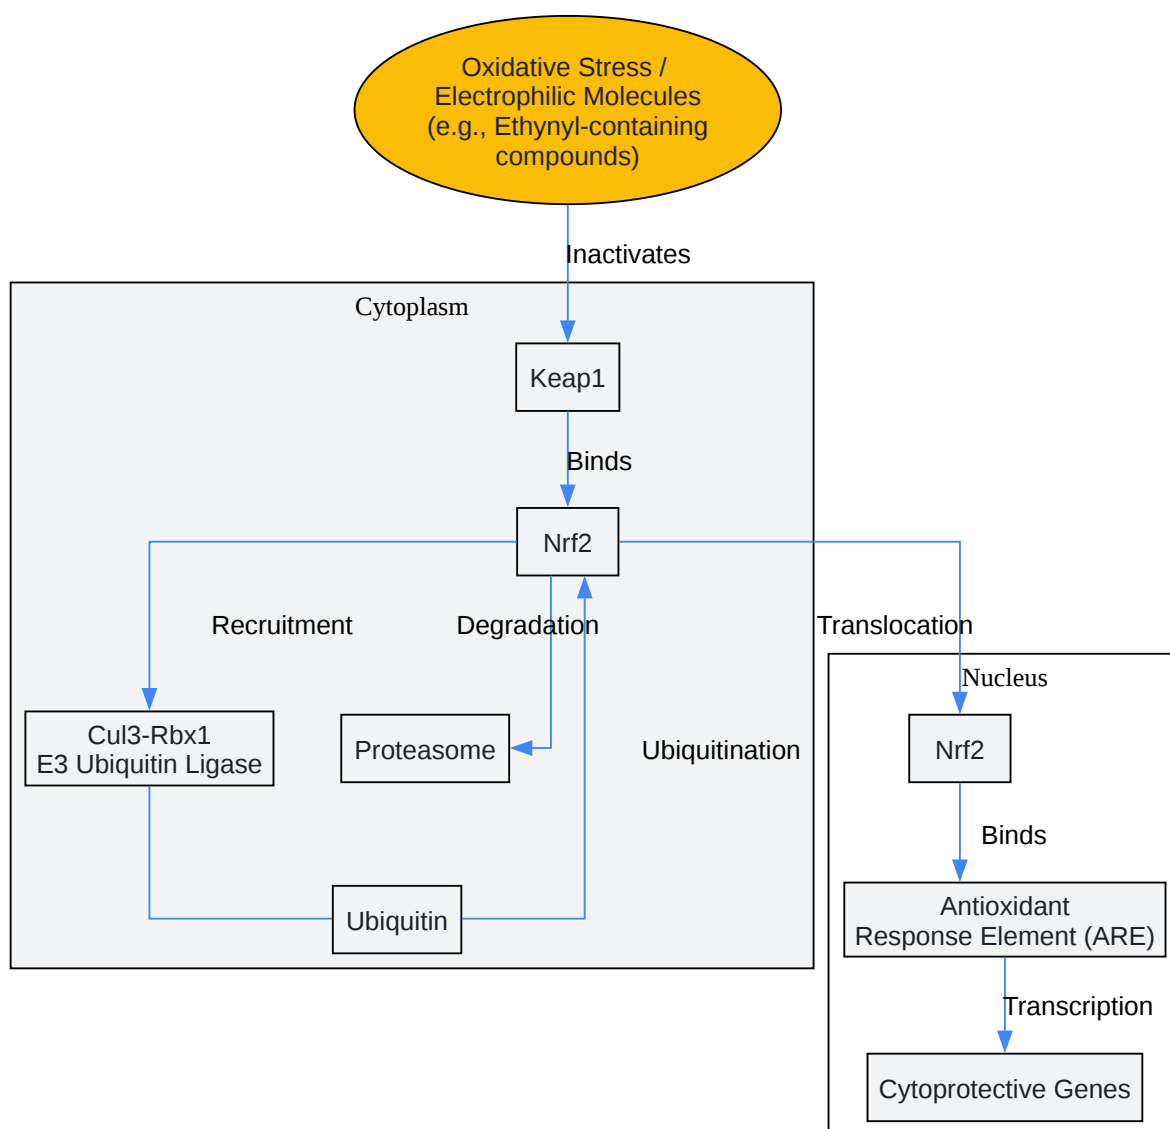 Oxidative Stress /
Electrophilic Molecules
(e.g., Ethynyl-containing
compounds)
Inactivates
Cytoplasm
Keap1
Binds
Nrf2
Recruitment
Degradation
Translocation
Nucleus
Cul3-Rbx1
E3 Ubiquitin Ligase
Proteasome
Ubiquitination
Nrf2
Binds
Ubiquitin
Antioxidant
Response Element (ARE)
Transcription
Cytoprotective Genes